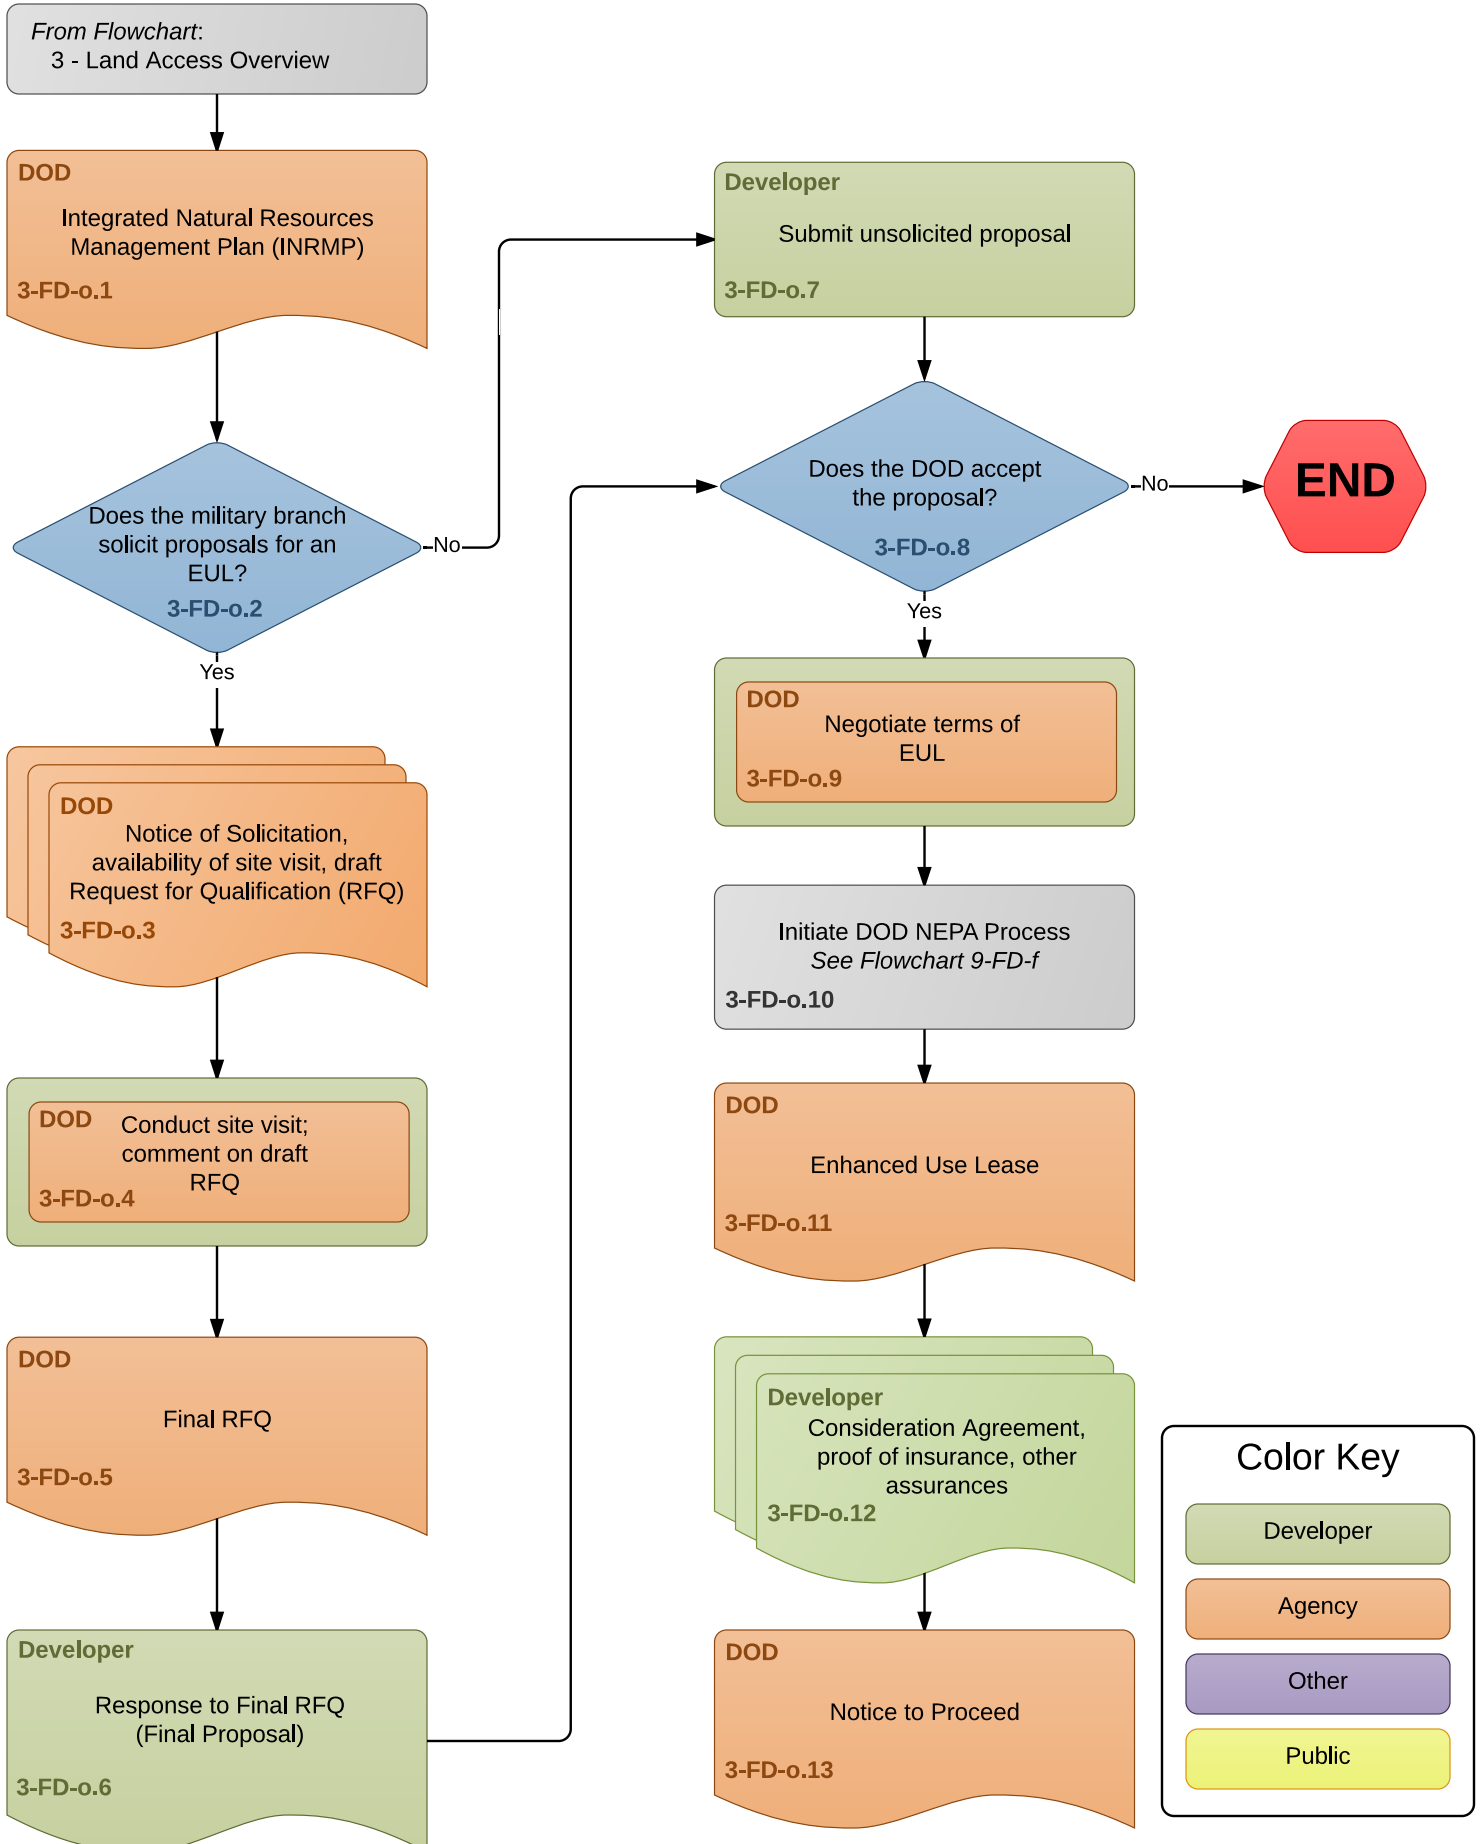 From Flowchart:
3 - Land Access Overview
DOD
Integrated Natural Resources
Management Plan (INRMP)
3-FD-o.1
Does the military branch
solicit proposals for an
EUL?
3-FD-o.2
No
Yes
DOD
Notice of Solicitation,
availability of site visit, draft
Request for Qualification (RFQ)
3-FD-o.3
DOD
Conduct site visit;
comment on draft
RFQ
3-FD-o.4
DOD
Final RFQ
3-FD-o.5
Developer
Response to Final RFQ
(Final Proposal)
3-FD-o.6
Developer
Submit unsolicited proposal
3-FD-o.7
Does the DOD accept
the proposal?
3-FD-o.8
No
END
Yes
DOD
Negotiate terms of
EUL
3-FD-o.9
Initiate DOD NEPA Process
See Flowchart 9-FD-f
3-FD-o.10
DOD
Enhanced Use Lease
3-FD-o.11
Developer
Consideration Agreement,
proof of insurance, other
assurances
3-FD-o.12
DOD
Notice to Proceed
3-FD-o.13
Color Key
Developer
Agency
Other
Public